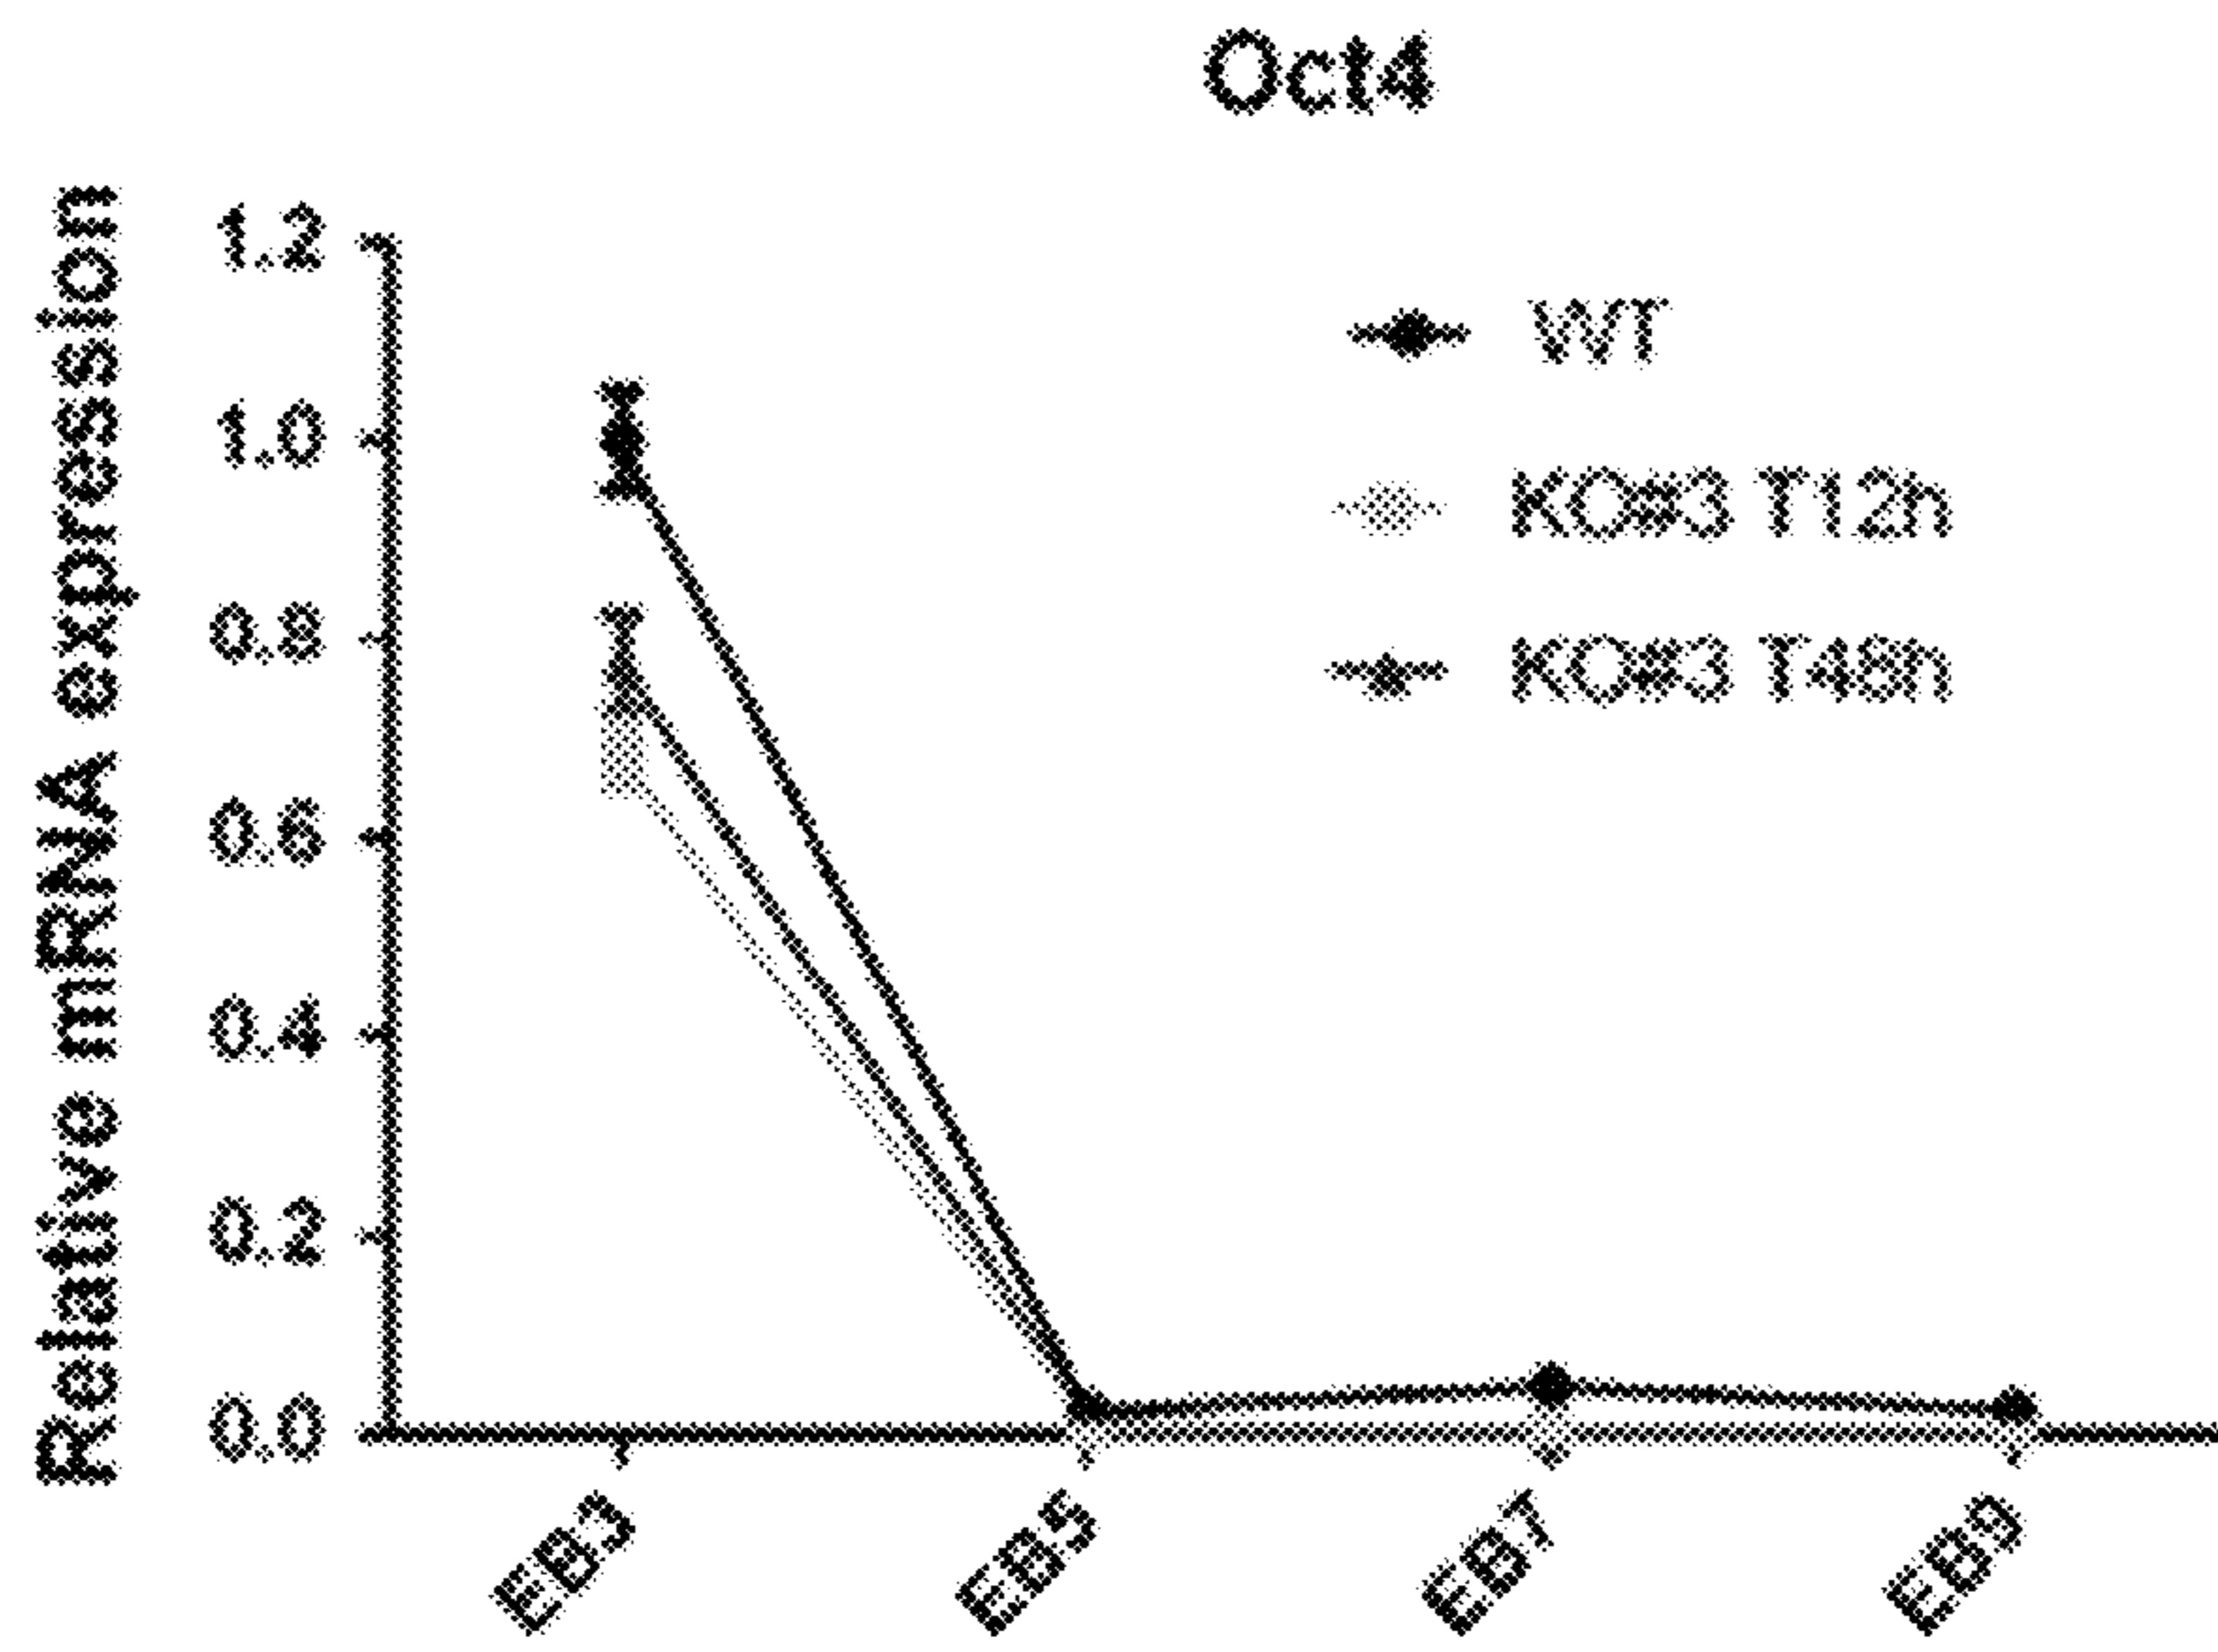 Oct4
Relative mRNA expression
1.2
1.0
0.8
0.6
0.4
0.2
0.0
WT
KO#3 T12h
KO#3 T48h
EB3
EB5
EB7
EB9